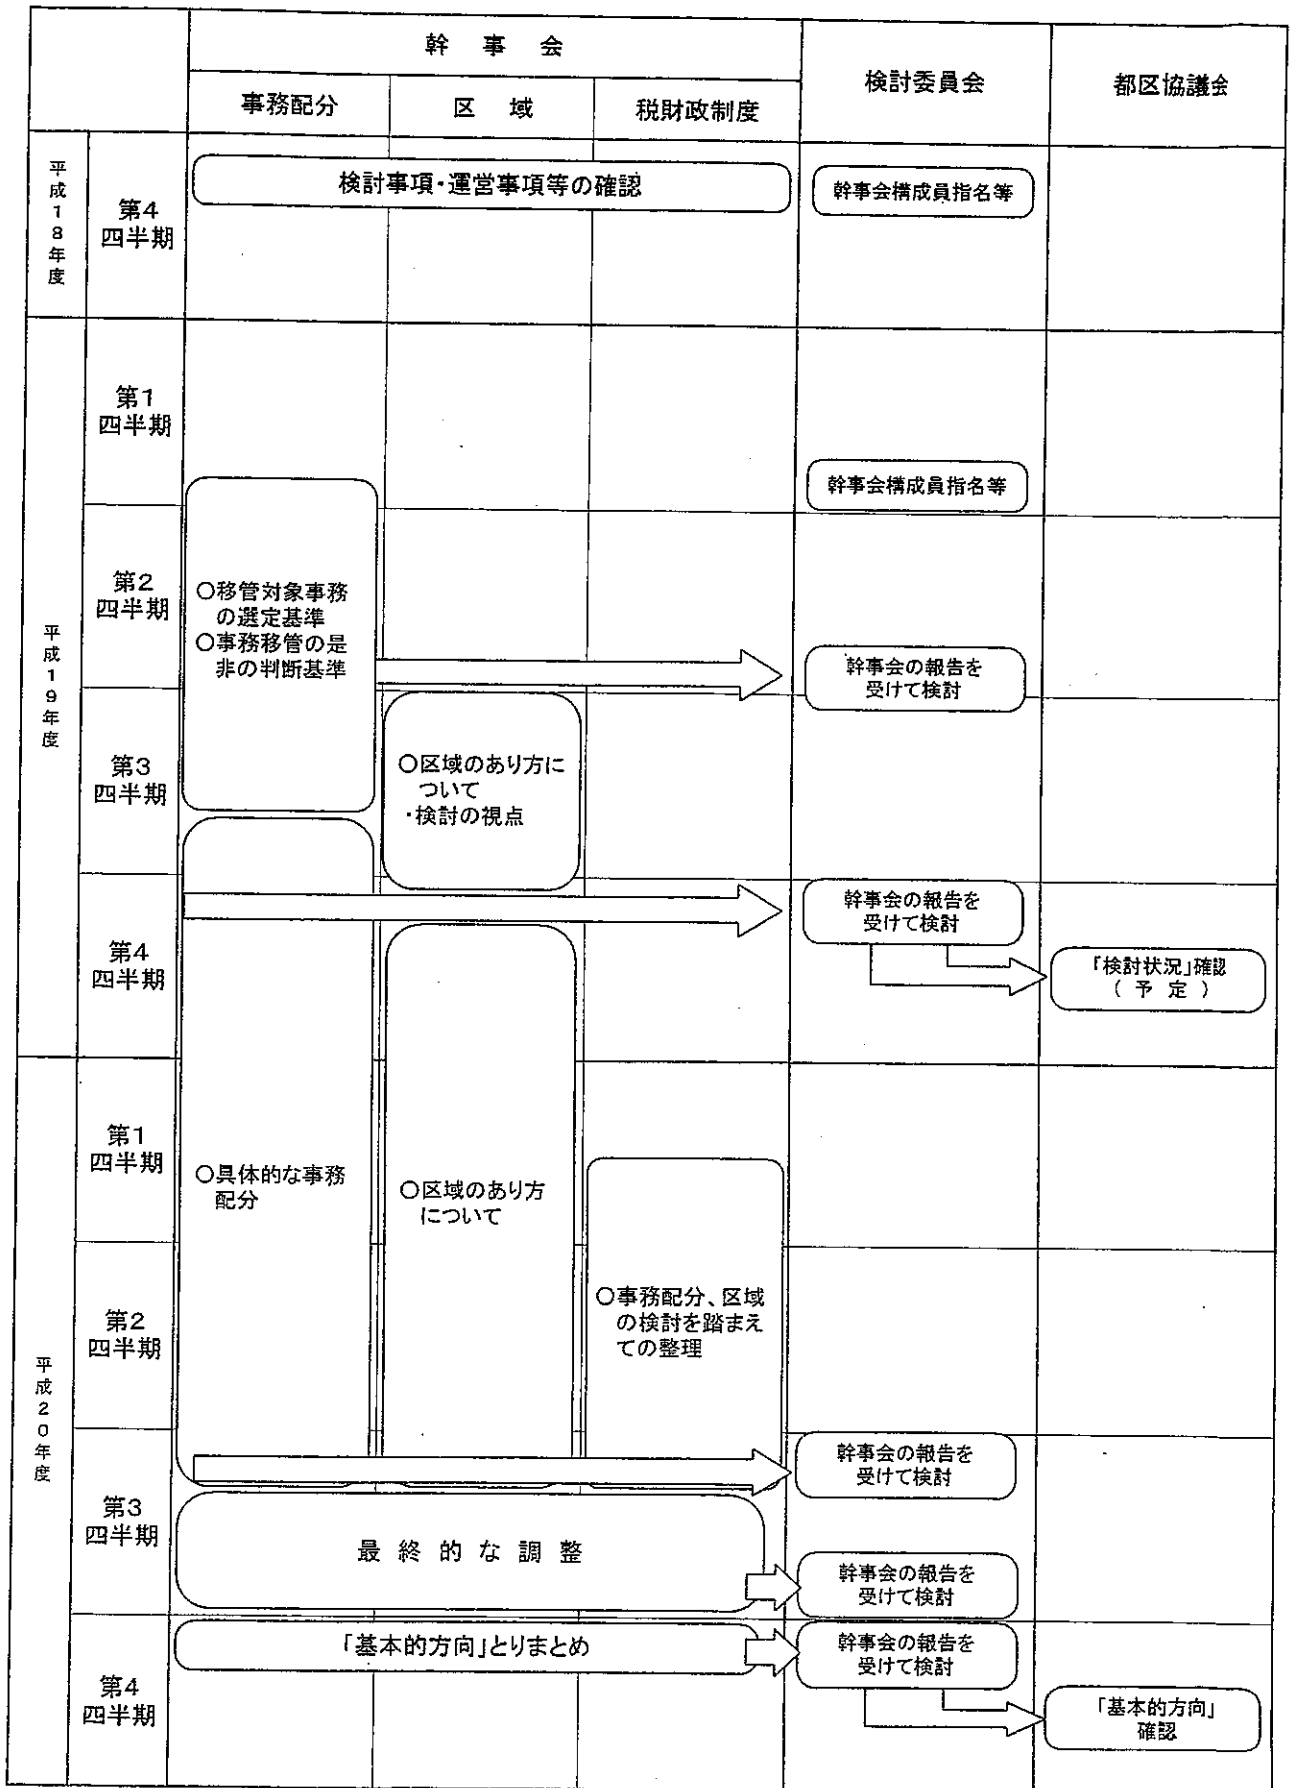 幹　事　会
検討委員会
都区協議会
事務配分
区　域
税財政制度
平成18年度
第4
四半期
検討事項・運営事項等の確認
幹事会構成員指名等
平成19年度
第1
四半期
幹事会構成員指名等
第2
四半期
○移管対象事務
の選定基準
○事務移管の是
非の判断基準
幹事会の報告を
受けて検討
第3
四半期
○区域のあり方に
ついて
・検討の視点
第4
四半期
幹事会の報告を
受けて検討
「検討状況」確認
（　予　定　）
平成20年度
第1
四半期
○具体的な事務
配分
○区域のあり方
について
第2
四半期
○事務配分、区域
の検討を踏まえ
ての整理
第3
四半期
幹事会の報告を
受けて検討
最　終　的　な　調　整
幹事会の報告を
受けて検討
第4
四半期
「基本的方向」とりまとめ
幹事会の報告を
受けて検討
「基本的方向」
確認